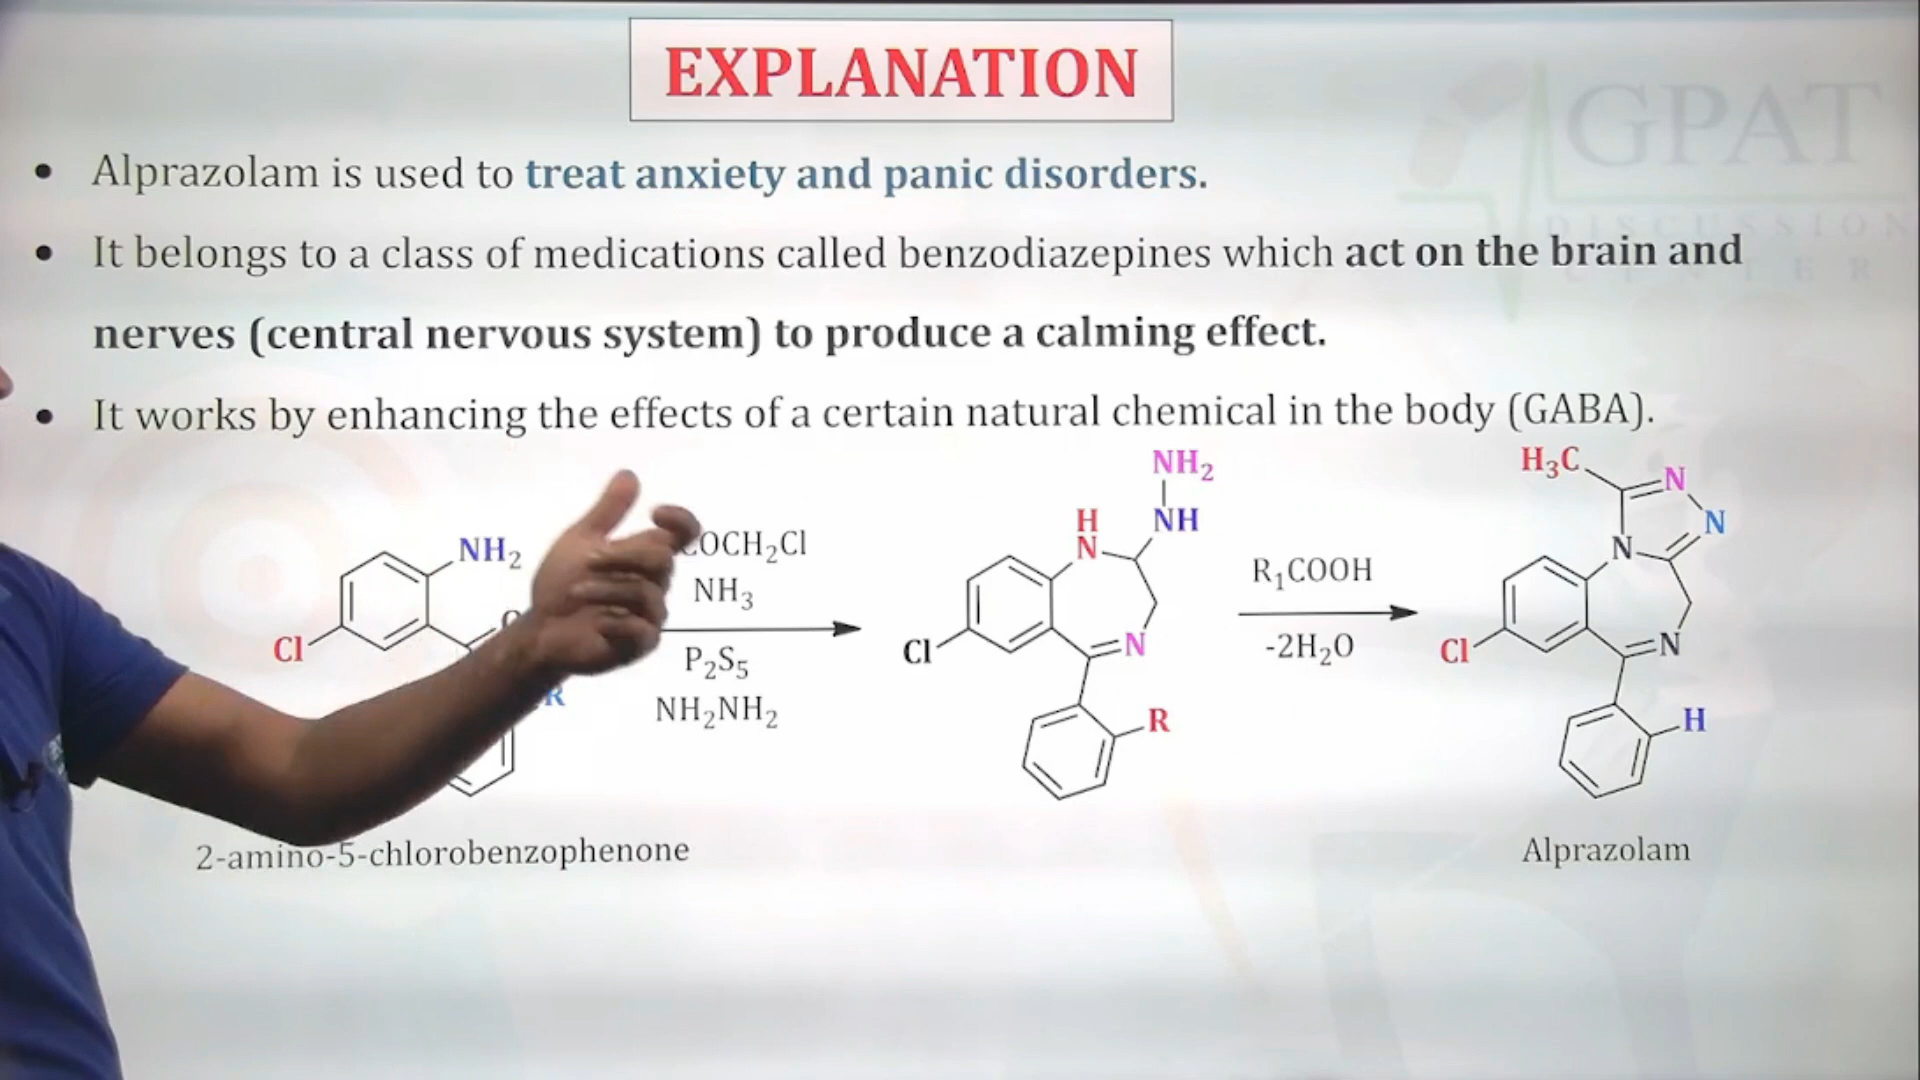 EXPLANATION
GPAT
DISCUSSION
• Alprazolam is used to treat anxiety and panic disorders.
• It belongs to a class of medications called benzodiazepines which act on the brain and
nerves (central nervous system) to produce a calming effect.
• It works by enhancing the effects of a certain natural chemical in the body (GABA).
NH₂
Cl
R
COCH₂Cl
NH₃
P₂S₅
NH₂NH₂
NH₂
NH
H
N
Cl
N
R
R₁COOH
-2H₂O
H₃C
N
N
N
Cl
N
H
2-amino-5-chlorobenzophenone
Alprazolam